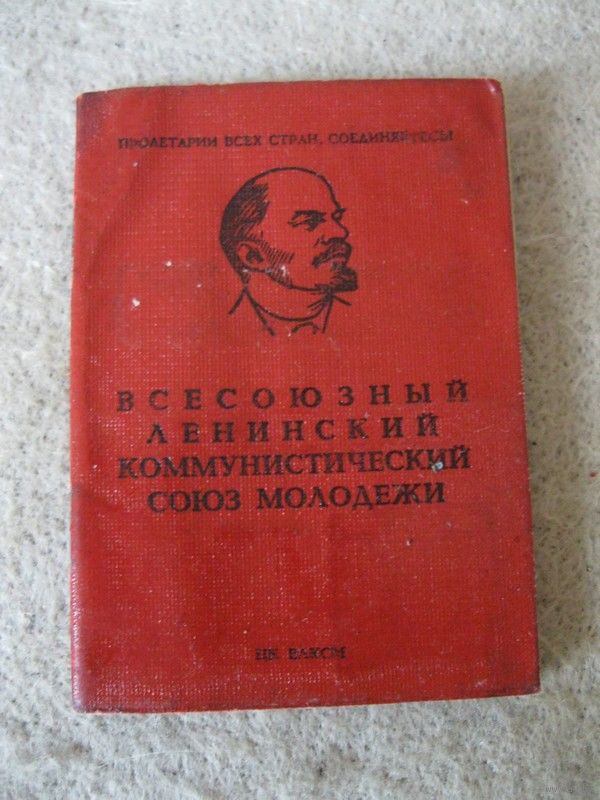 ПРОЛЕТАРИИ ВСЕХ СТРАН, СОЕДИНЯЙТЕСЬ!
ВСЕСОЮЗНЫЙ
ЛЕНИНСКИЙ
КОММУНИСТИЧЕСКИЙ
СОЮЗ МОЛОДЕЖИ
ЦК ВЛКСМ